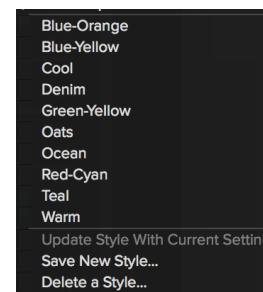 Blue-Orange
Blue-Yellow
Cool
Denim
Green-Yellow
Oats
Ocean
Red-Cyan
Teal
Warm
Update Style With Current Settin
Save New Style...
Delete a Style...